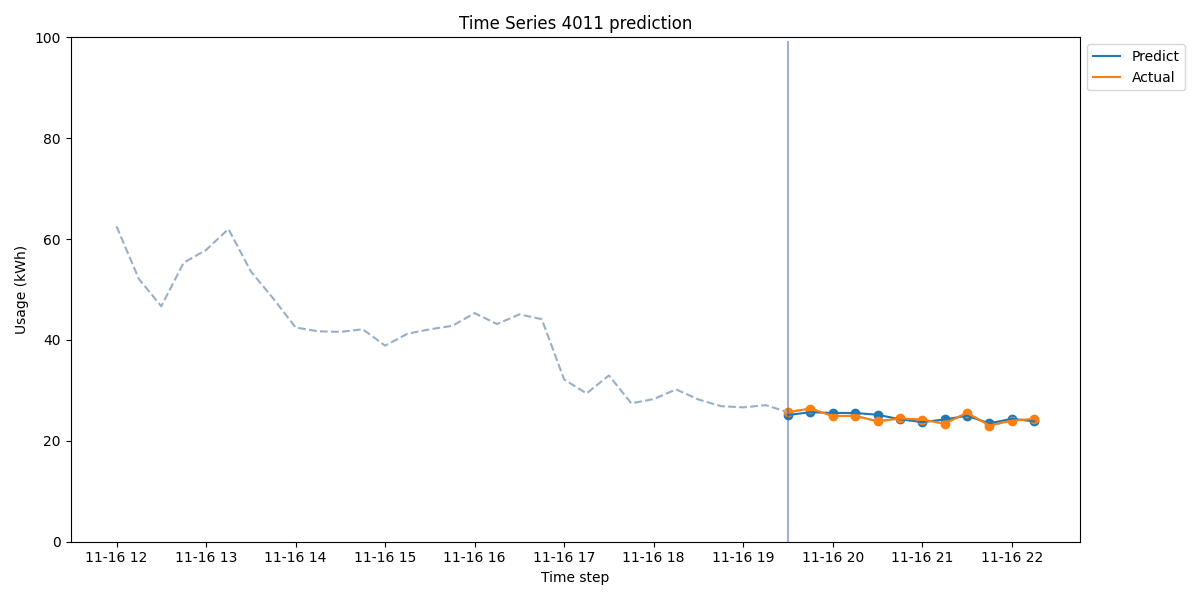 Time Series 4011 prediction
100
80
60
40
20
0
Usage (kWh)
11-16 12 11-16 13 11-16 14 11-16 15 11-16 16 11-16 17 11-16 18 11-16 19 11-16 20 11-16 21 11-16 22
Time step
Predict
Actual